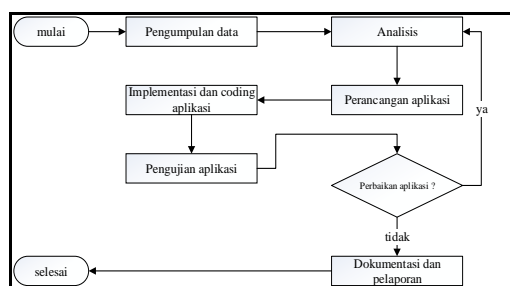 mulai
Pengumpulan data
Analisis
Implementasi dan coding
aplikasi
Perancangan aplikasi
ya
Pengujian aplikasi
Perbaikan aplikasi ?
tidak
selesai
Dokumentasi dan
pelaporan